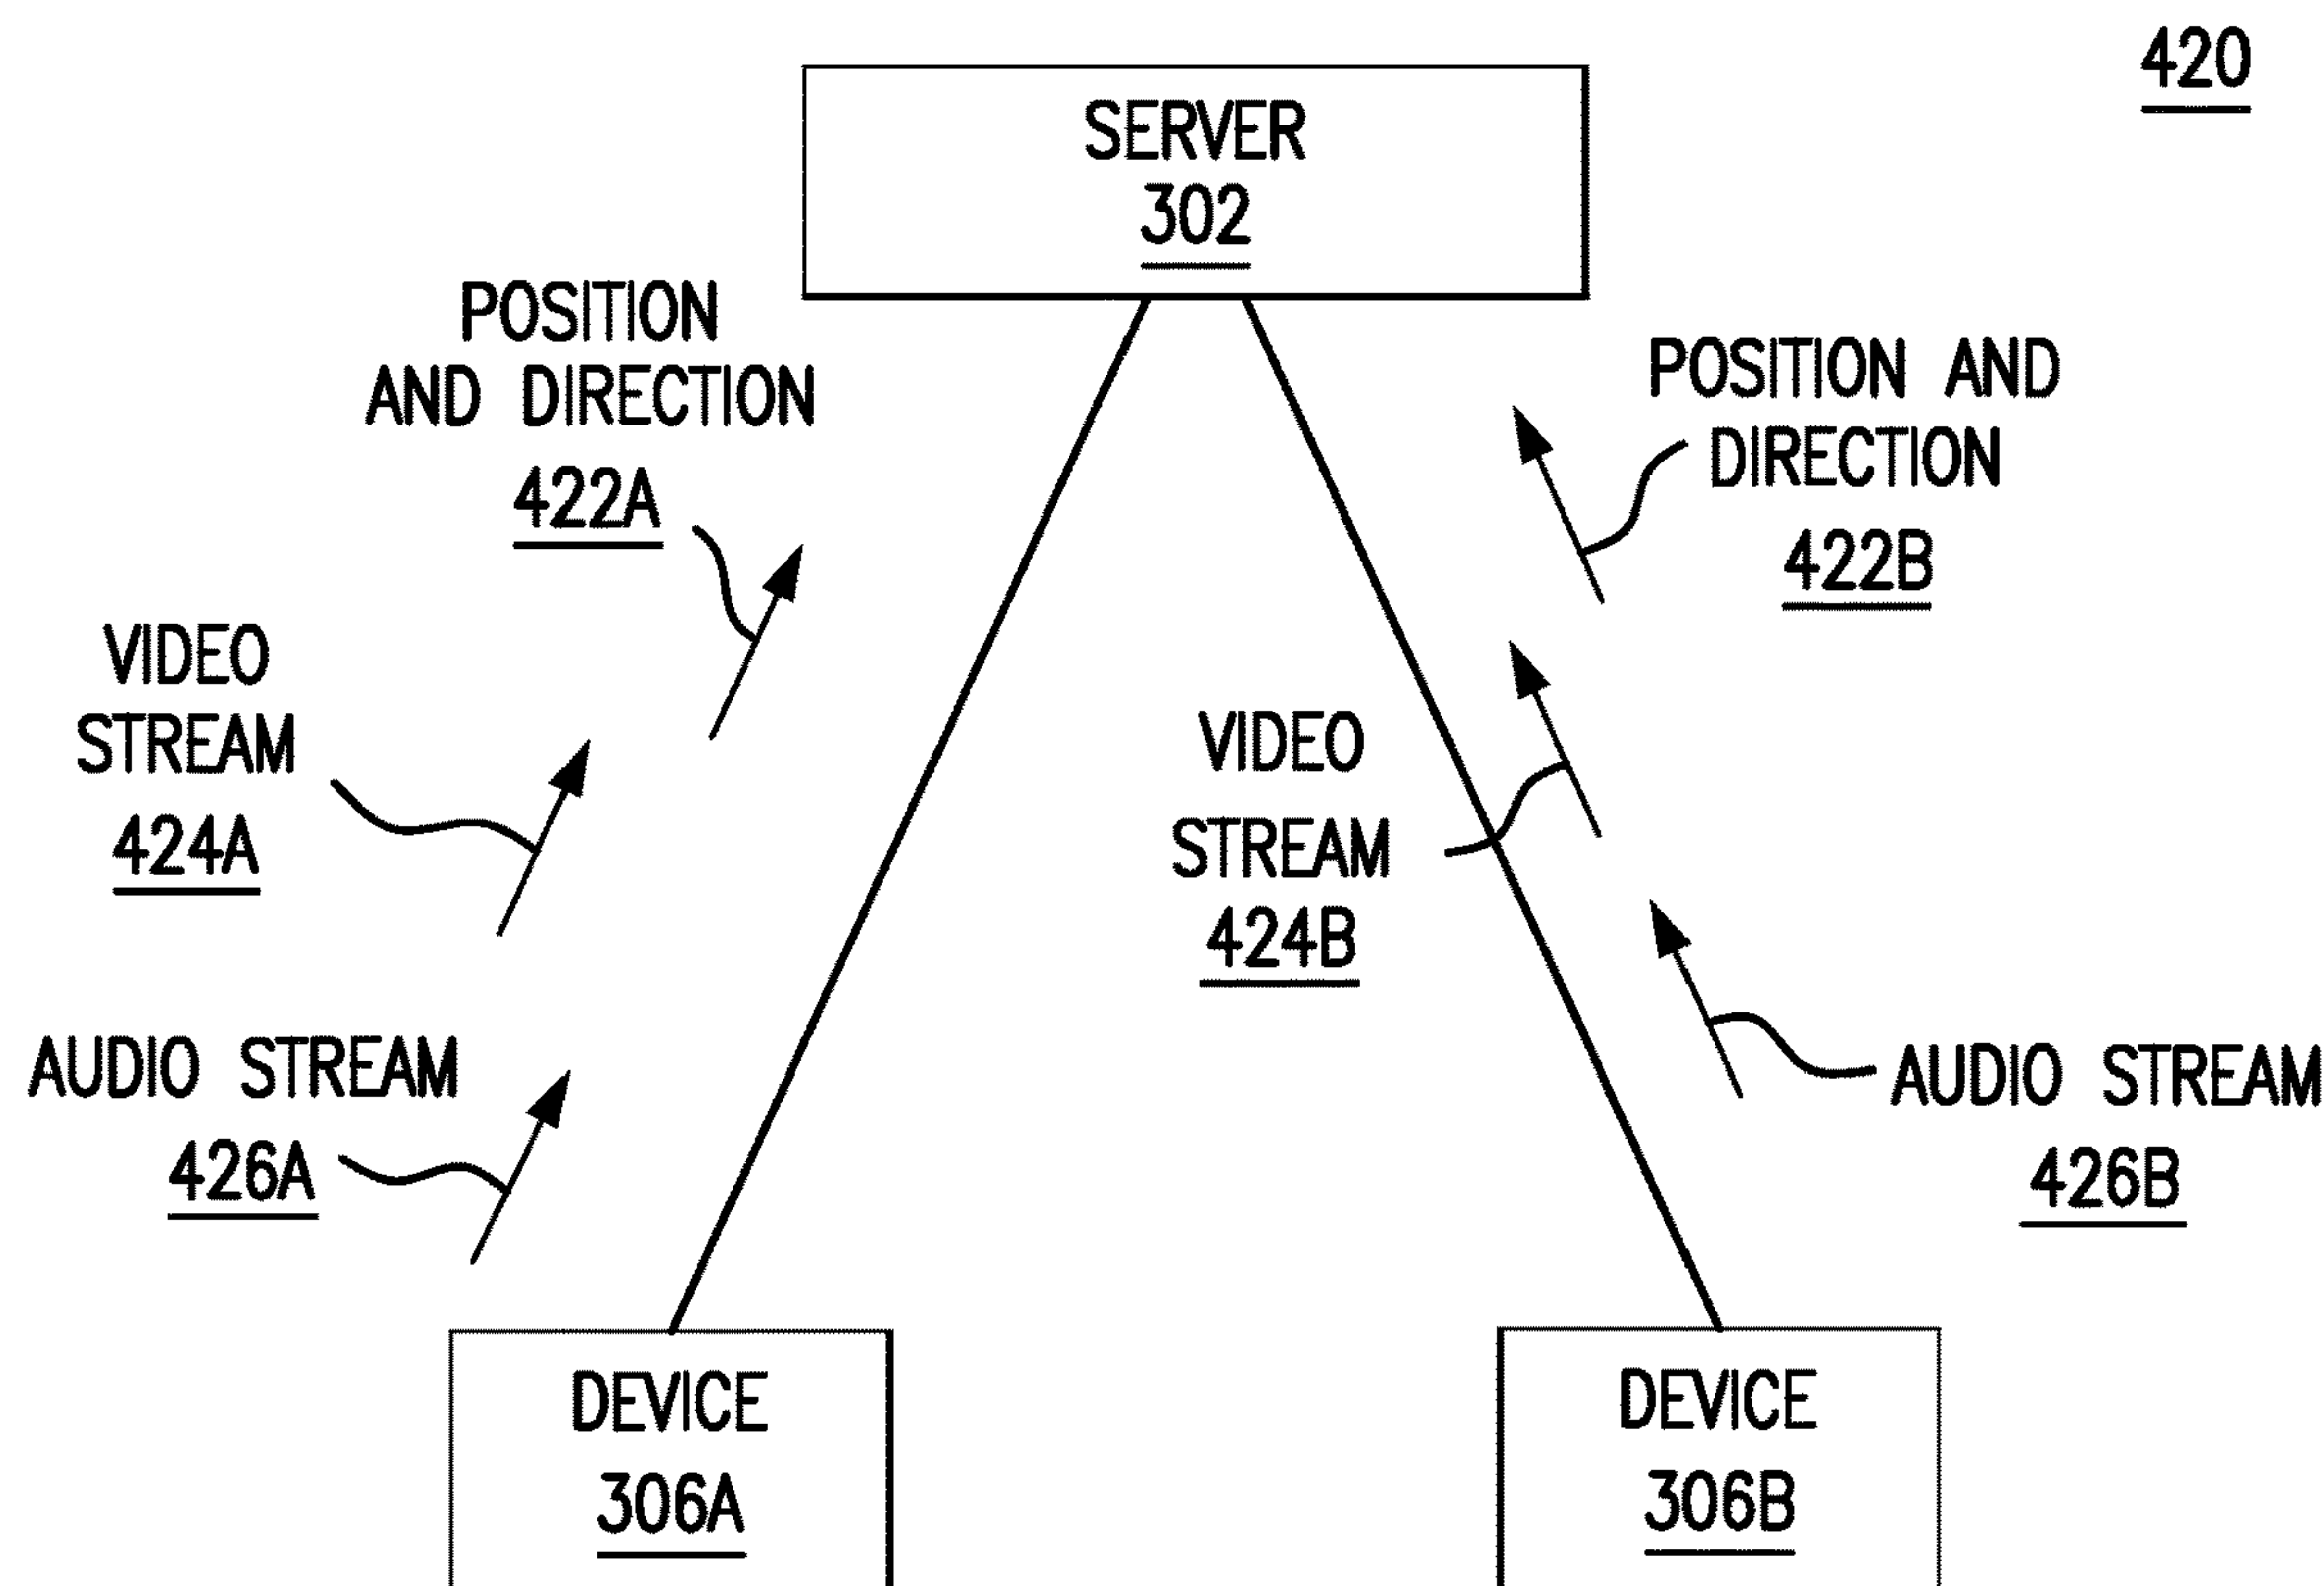 420
SERVER
302
POSITION
AND DIRECTION
422A
POSITION AND
DIRECTION
422B
VIDEO
STREAM
424A
VIDEO
STREAM
424B
AUDIO STREAM
426A
AUDIO STREAM
426B
DEVICE
306A
DEVICE
306B